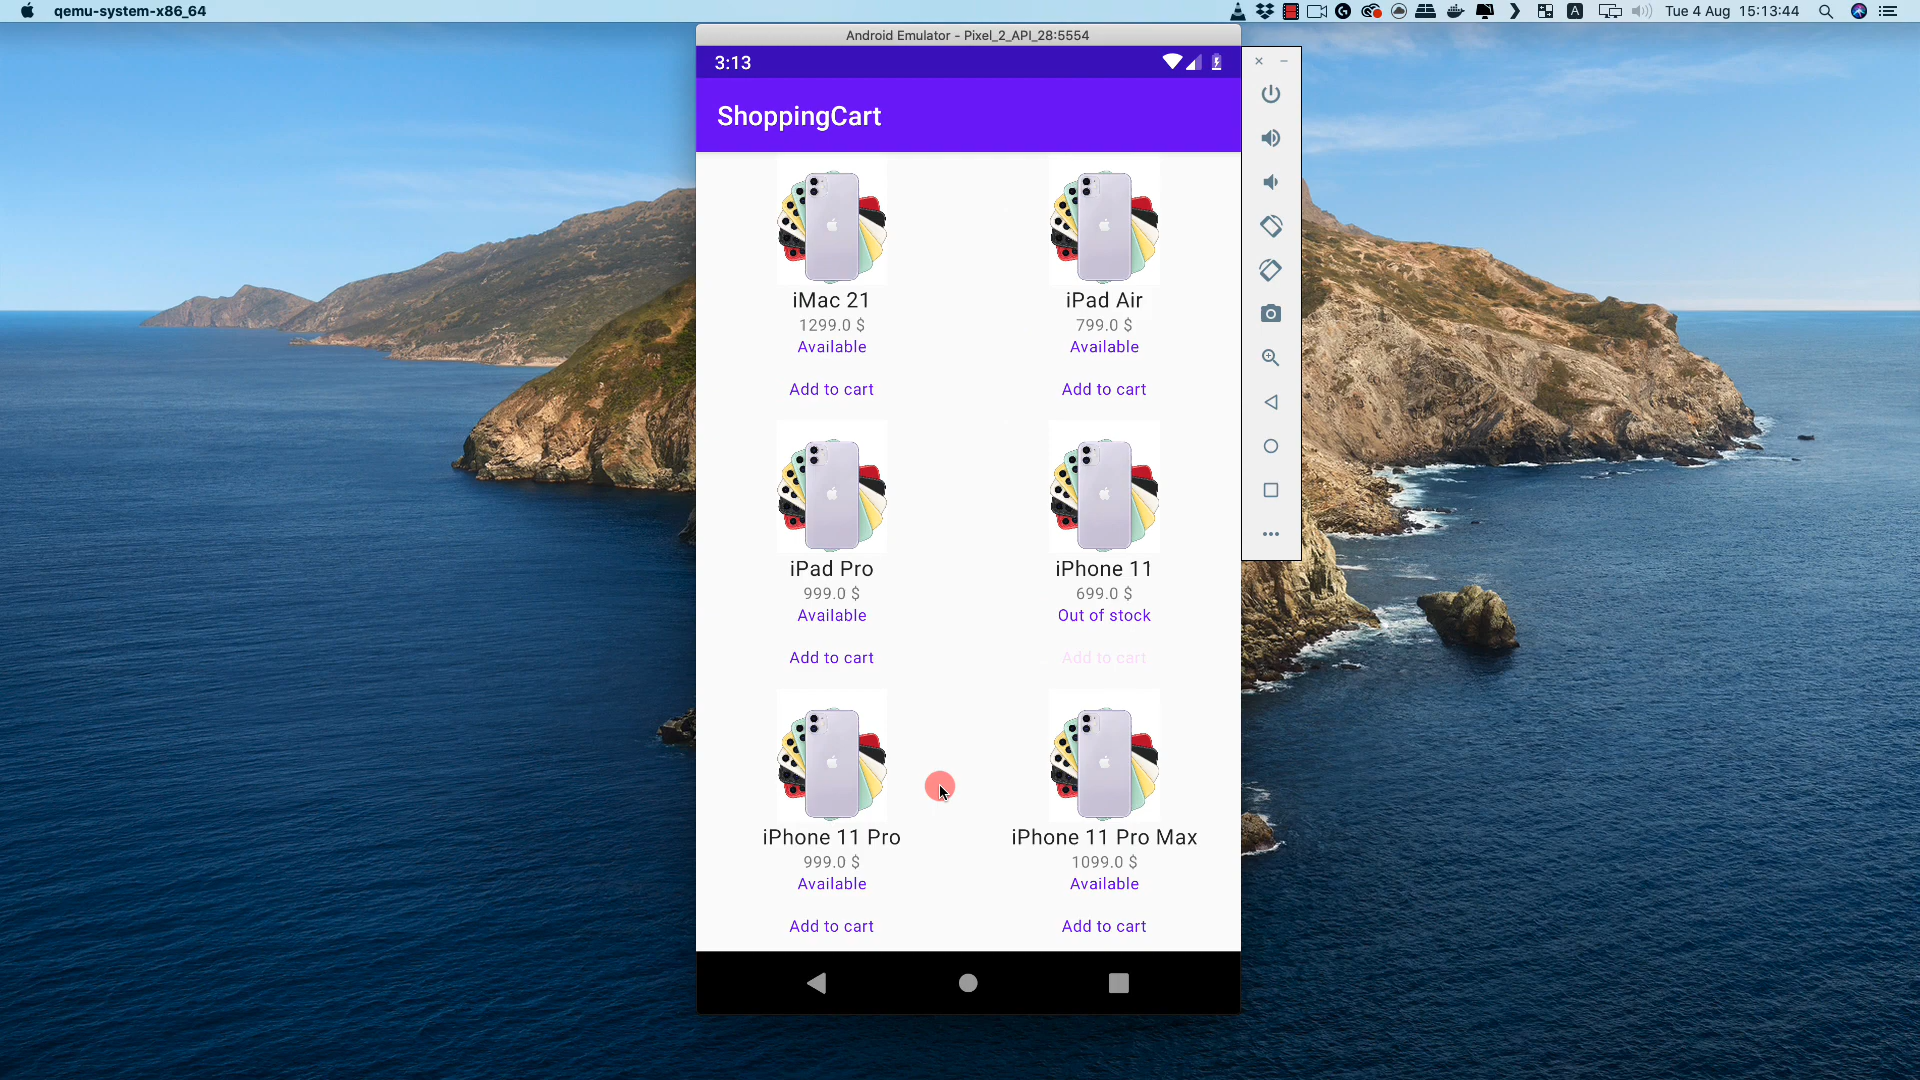 qemu-system-x86_64
A
Tue 4 Aug 15:13:44
Android Emulator - Pixel_2_API_28:5554
3:13
ShoppingCart
iMac 21
1299.0 $
Available
Add to cart
iPad Air
799.0 $
Available
Add to cart
iPad Pro
999.0 $
Available
Add to cart
iPhone 11
699.0 $
Out of stock
Add to cart
iPhone 11 Pro
999.0 $
Available
Add to cart
iPhone 11 Pro Max
1099.0 $
Available
Add to cart